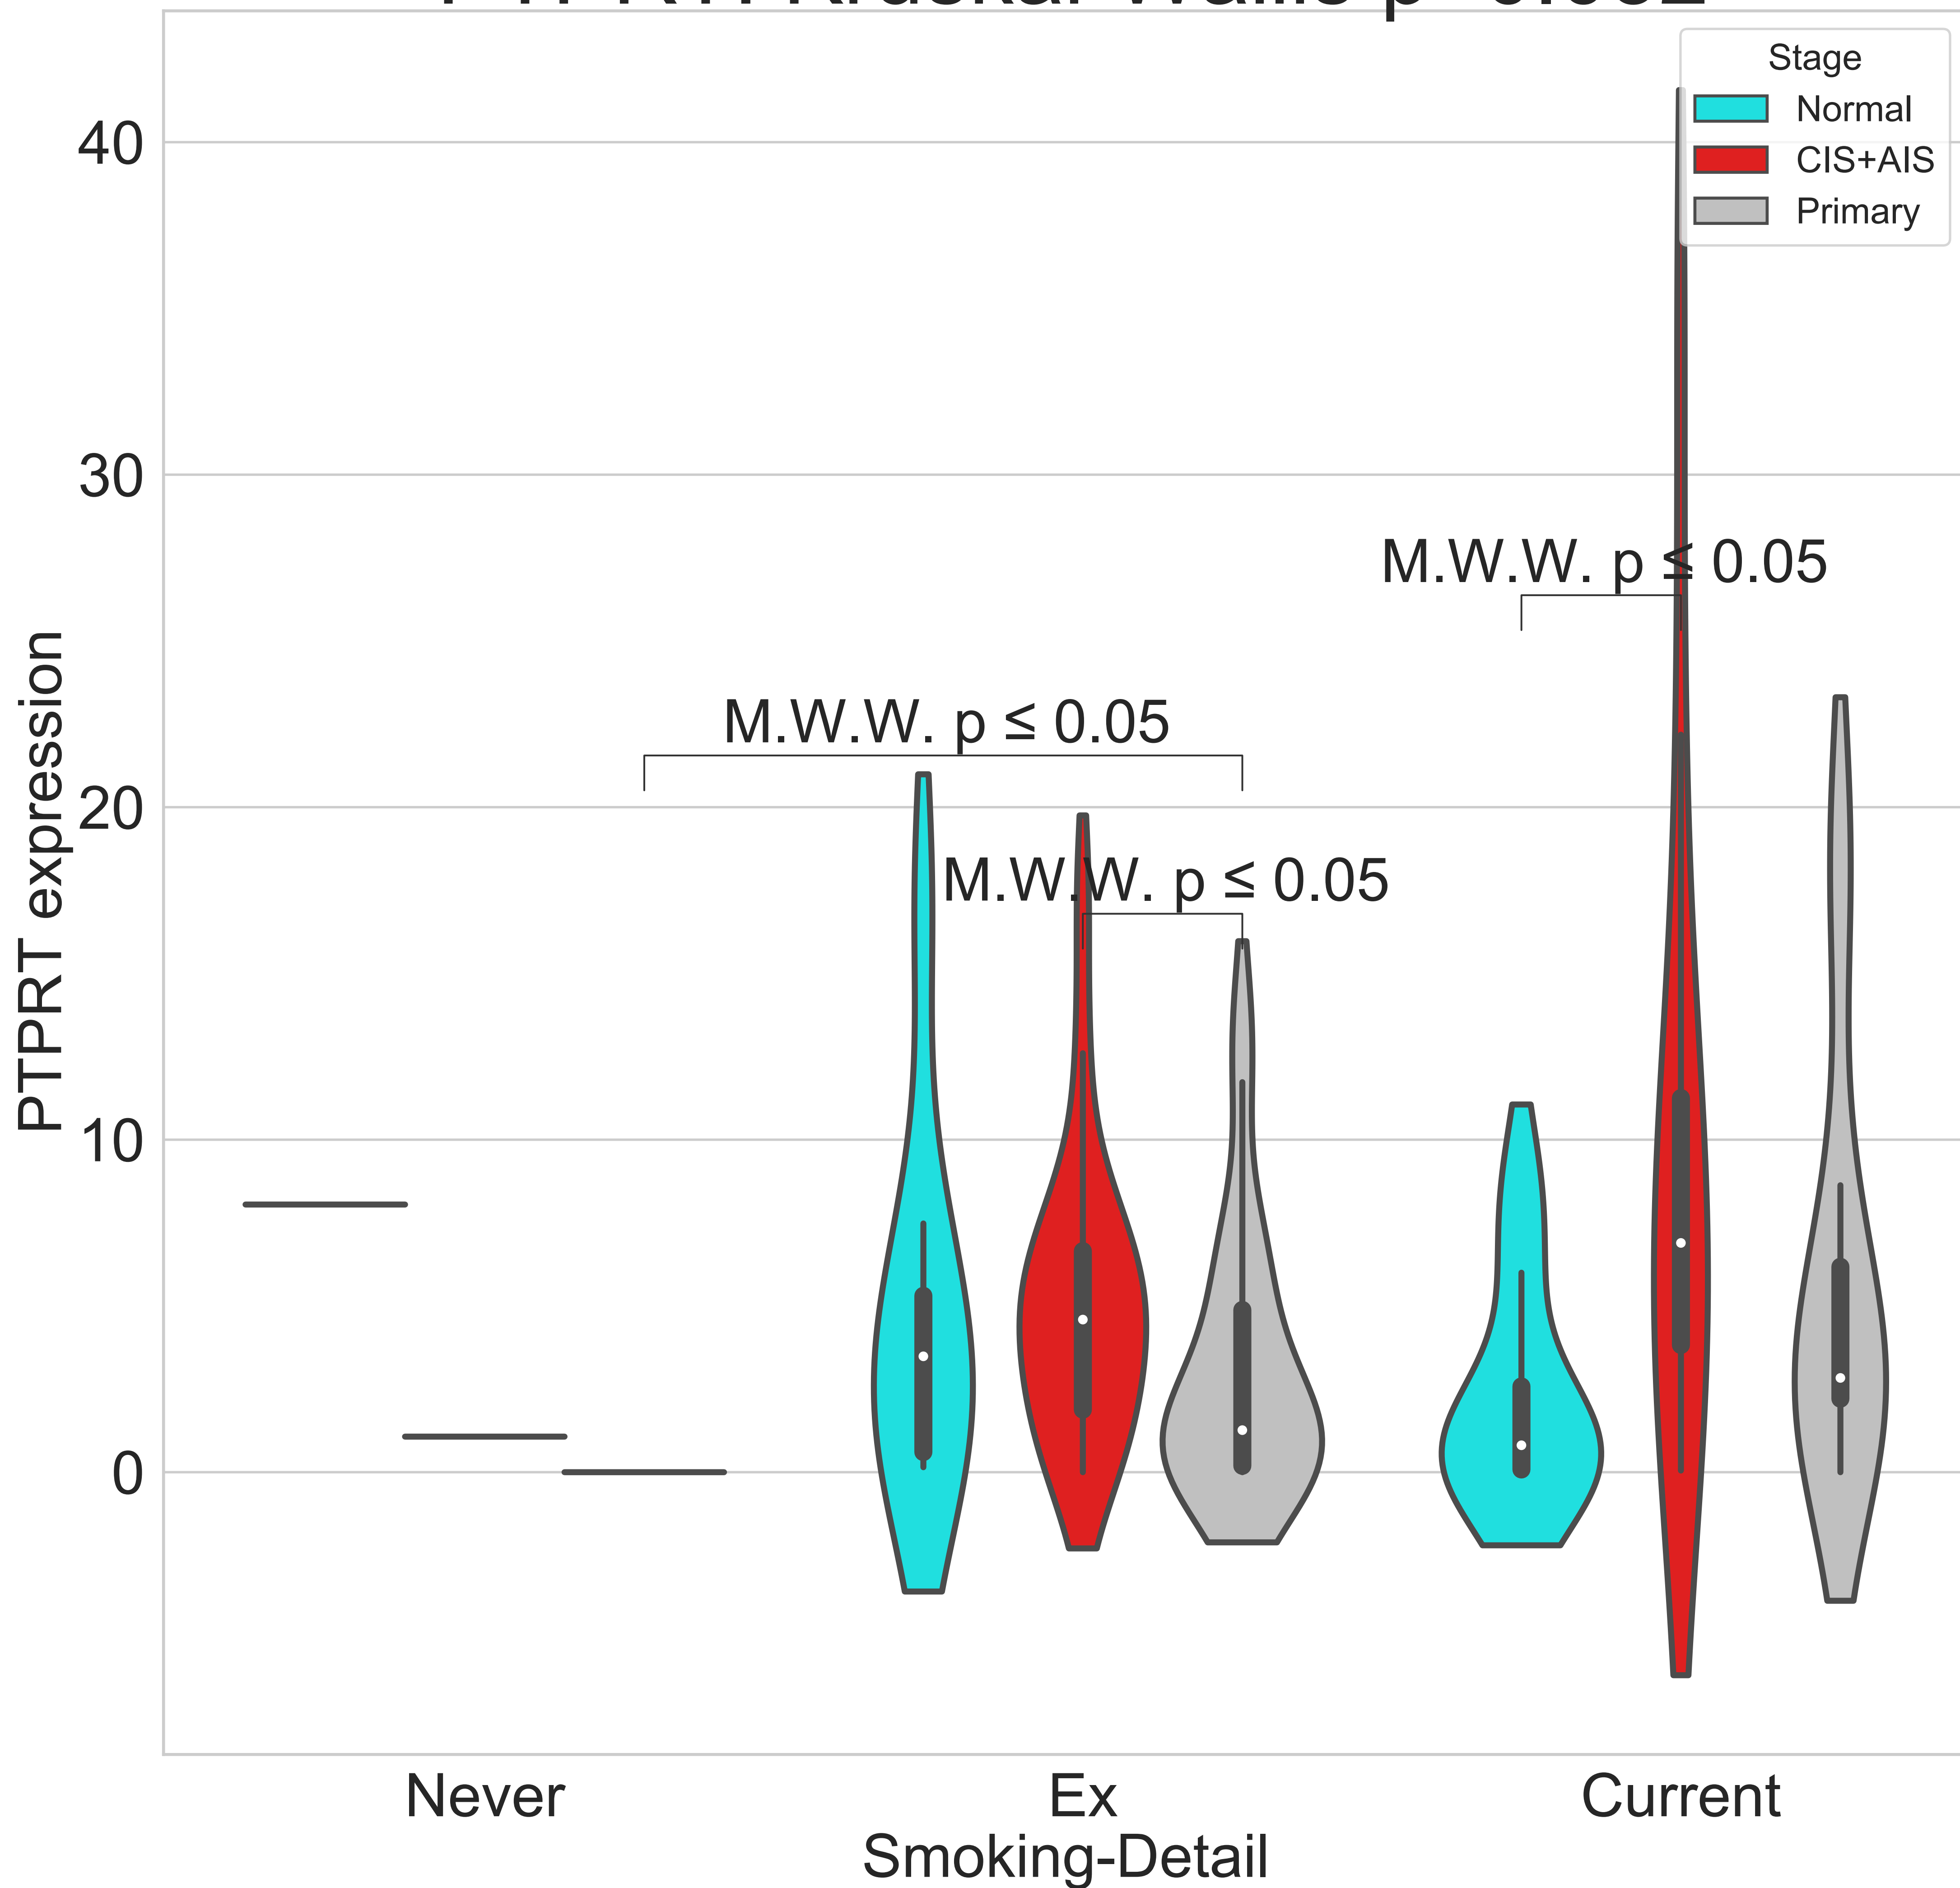 Stage
Normal
CIS+AIS
Primary
40
30
20
10
0
PTPRT expression
M.W.W. p ≤ 0.05
M.W.W. p ≤ 0.05
M.W.W. p ≤ 0.05
Never
Ex
Current
Smoking-Detail